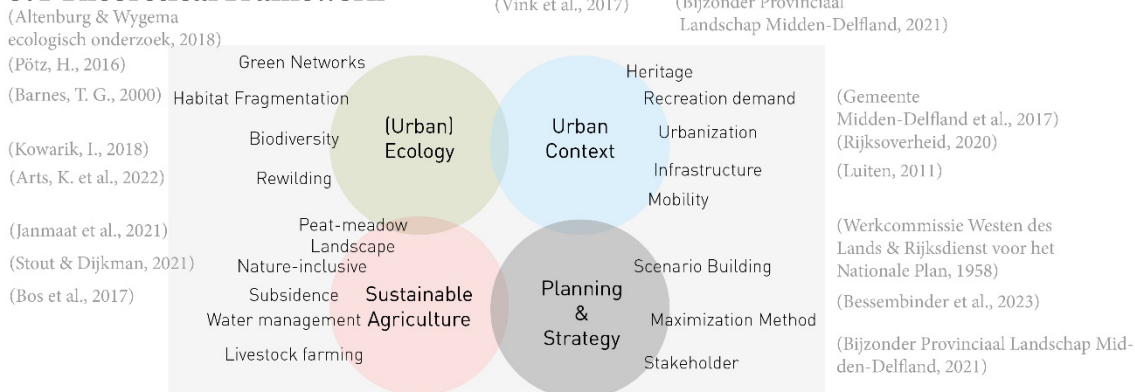 (Vink et al., 2017)
(Bijzonder Provinciaal
Landschap Midden-Delfland, 2021)
(Altenburg & Wygema
ecologisch onderzoek, 2018)
(Pötz, H., 2016)
(Barnes, T. G., 2000)
(Kowarik, I., 2018)
(Arts, K. et al., 2022)
(Janmaat et al., 2021)
(Stout & Dijkman, 2021)
(Bos et al., 2017)
Green Networks
Habitat Fragmentation
Biodiversity
Rewilding
(Urban)
Ecology
Urban
Context
Heritage
Recreation demand
Urbanization
Infrastructure
Mobility
Peat-meadow
Landscape
Nature-inclusive
Subsidence
Water management
Livestock farming
Sustainable
Agriculture
Planning
&
Strategy
Scenario Building
Maximization Method
Stakeholder
(Gemeente
Midden-Delfland et al., 2017)
(Rijksoverheid, 2020)
(Luiten, 2011)
(Werkcommissie Westen des
Lands & Rijksdienst voor het
Nationale Plan, 1958)
(Bessembinder et al., 2023)
(Bijzonder Provinciaal Landschap Mid-
den-Delfland, 2021)